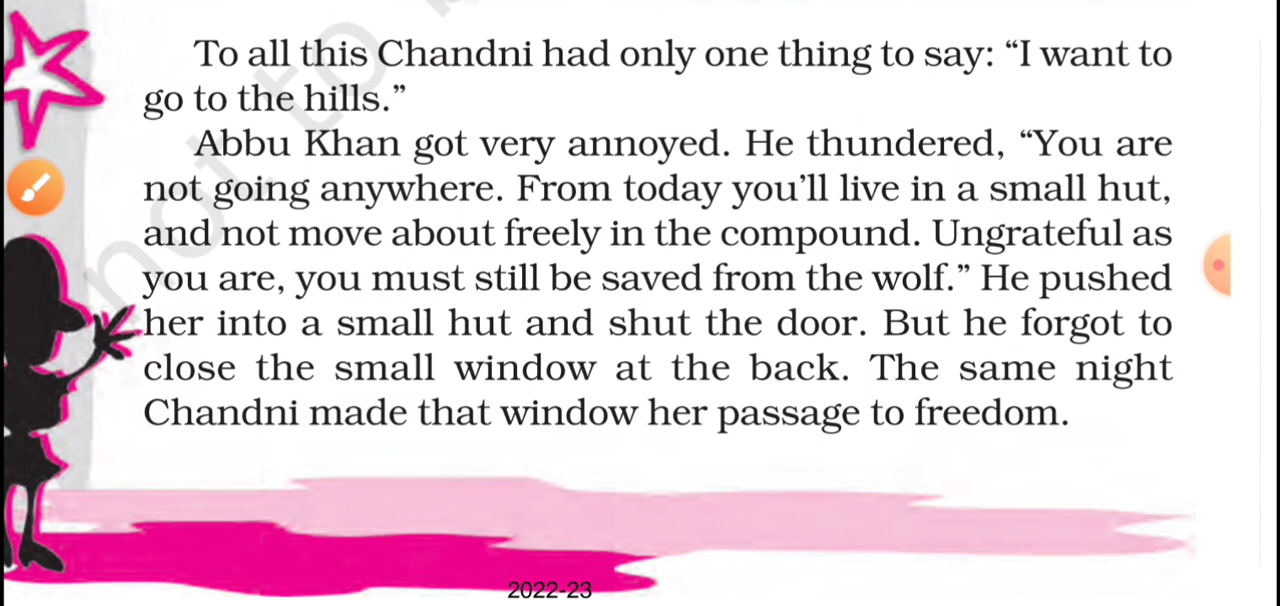 To all this Chandni had only one thing to say: “I want to
go to the hills.”
Abbu Khan got very annoyed. He thundered, “You are
not going anywhere. From today you’ll live in a small hut,
and not move about freely in the compound. Ungrateful as
you are, you must still be saved from the wolf.” He pushed
her into a small hut and shut the door. But he forgot to
close the small window at the back. The same night
Chandni made that window her passage to freedom.
not to
2022-23